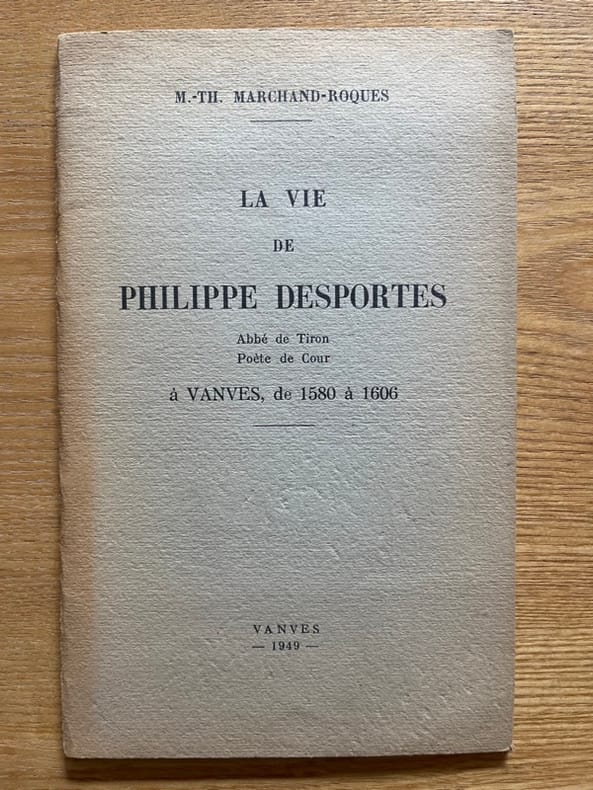 M.-TH. MARCHAND-ROQUES
LA VIE
DE
PHILIPPE DESPORTES
Abbé de Tiron
Poète de Cour
à VANVES, de 1580 à 1606
VANVES
— 1949 —